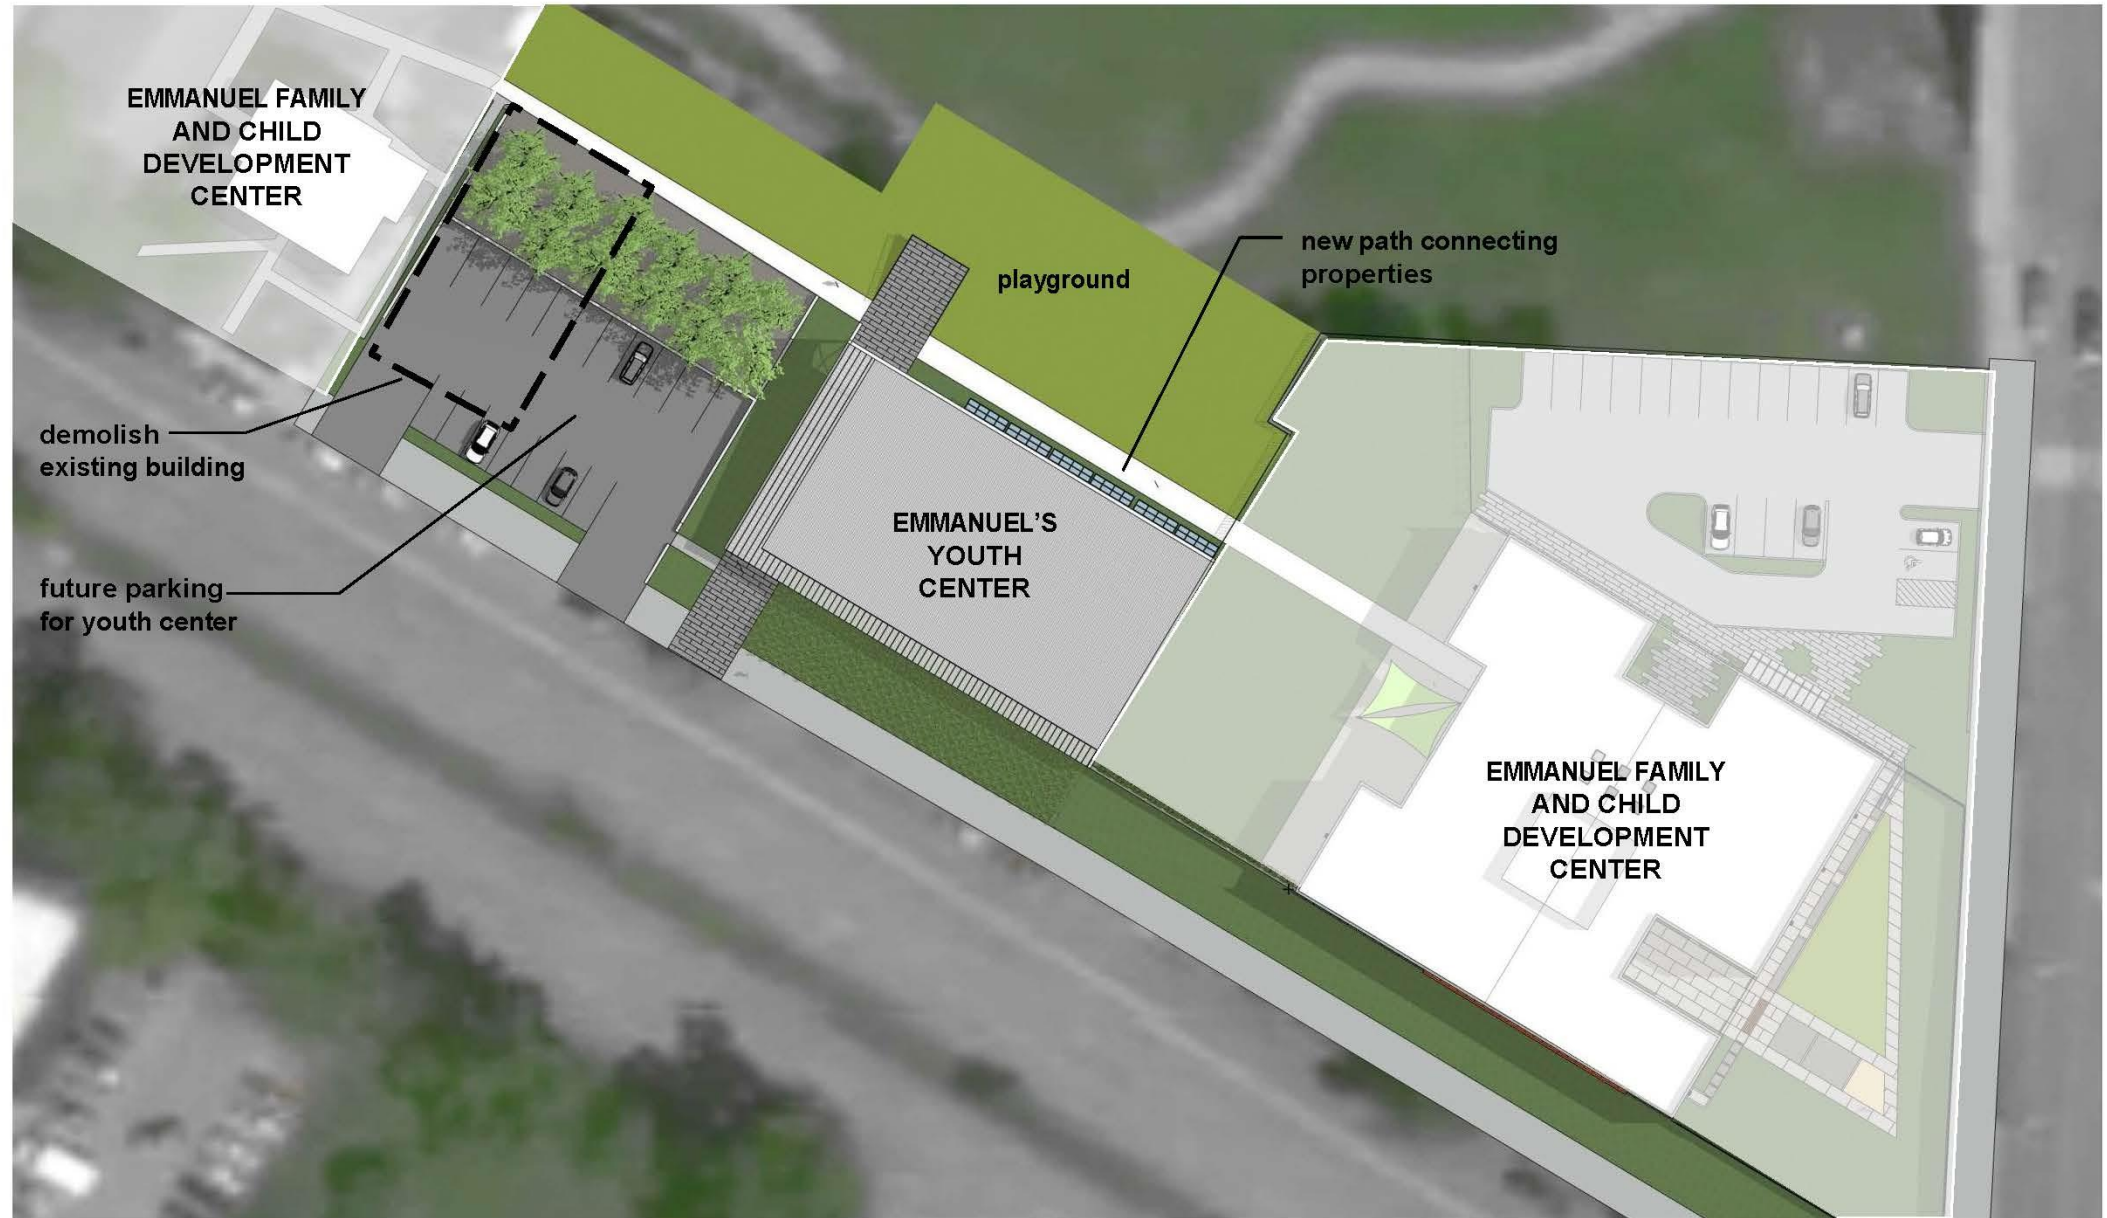 EMMANUEL FAMILY
AND CHILD
DEVELOPMENT
CENTER
new path connecting
properties
playground
demolish
existing building
EMMANUEL'S
YOUTH
CENTER
future parking
for youth center
EMMANUEL FAMILY
AND CHILD
DEVELOPMENT
CENTER